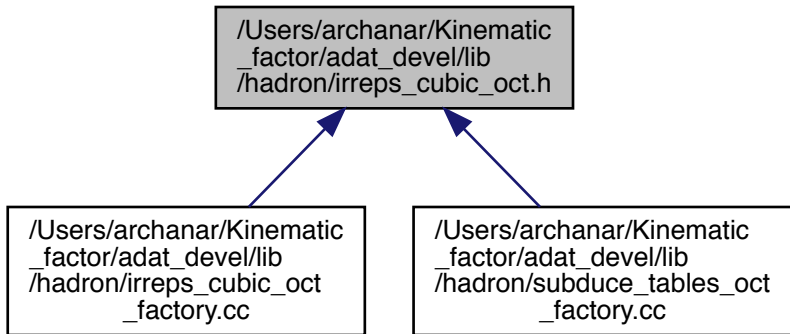 /Users/archanar/Kinematic
_factor/adat_devel/lib
/hadron/irreps_cubic_oct.h
/Users/archanar/Kinematic
_factor/adat_devel/lib
/hadron/irreps_cubic_oct
_factory.cc
/Users/archanar/Kinematic
_factor/adat_devel/lib
/hadron/subduce_tables_oct
_factory.cc